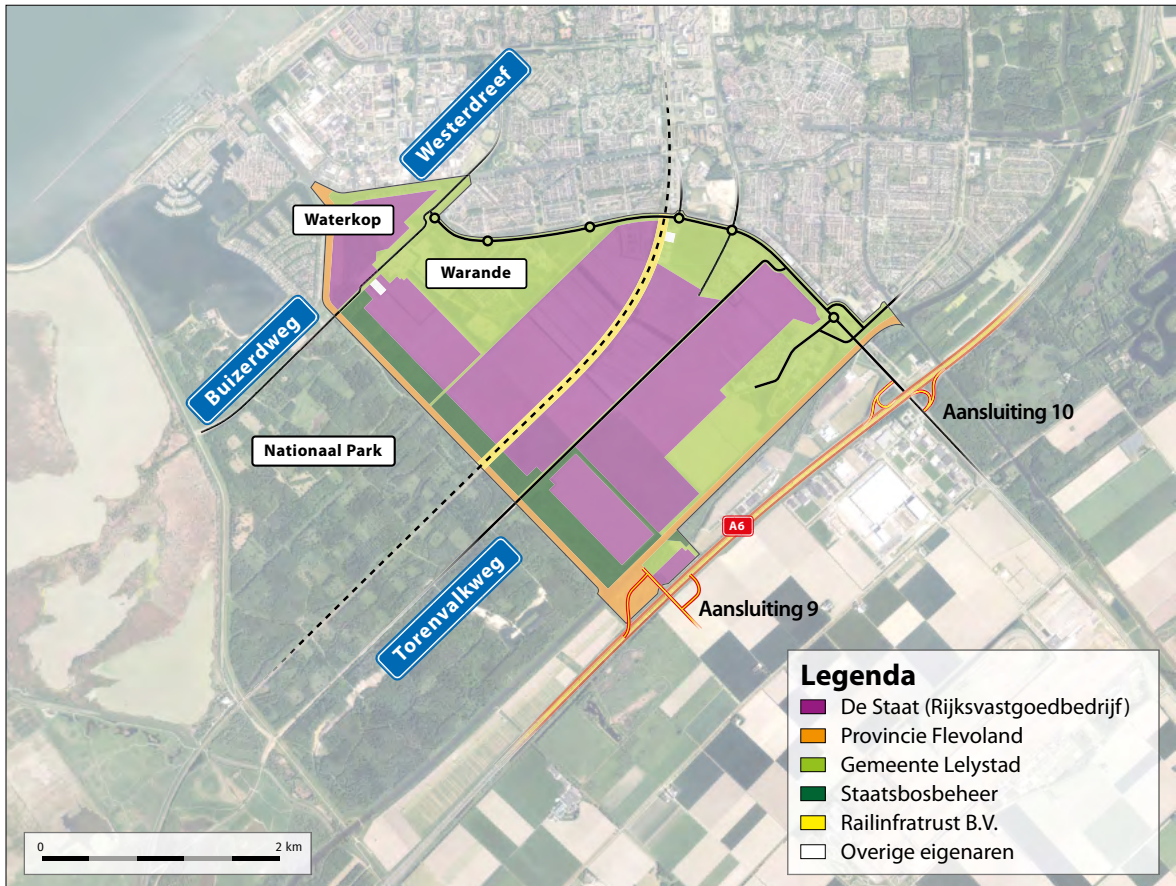 Westerdreef
Waterkop
Warande
Buizerdweg
Nationaal Park
Aansluiting 10
A6
Aansluiting 9
Torenvalkweg
Legenda
De Staat (Rijksvastgoedbedrijf)
Provincie Flevoland
Gemeente Lelystad
Staatsbosbeheer
Railinfratrust B.V.
Overige eigenaren
0 2 km